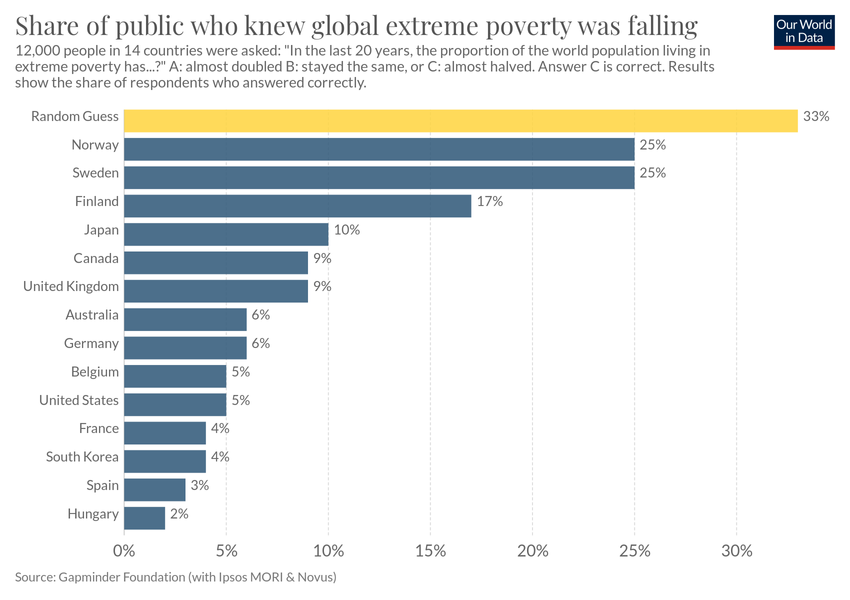 Share of public who knew global extreme poverty was falling
Our World
in Data
12,000 people in 14 countries were asked: "In the last 20 years, the proportion of the world population living in
extreme poverty has...?" A: almost doubled B: stayed the same, or C: almost halved. Answer C is correct. Results
show the share of respondents who answered correctly.
Random Guess 33%
Norway 25%
Sweden 25%
Finland 17%
Japan 10%
Canada 9%
United Kingdom 9%
Australia 6%
Germany 6%
Belgium 5%
United States 5%
France 4%
South Korea 4%
Spain 3%
Hungary 2%
0% 5% 10% 15% 20% 25% 30%
Source: Gapminder Foundation (with Ipsos MORI & Novus)